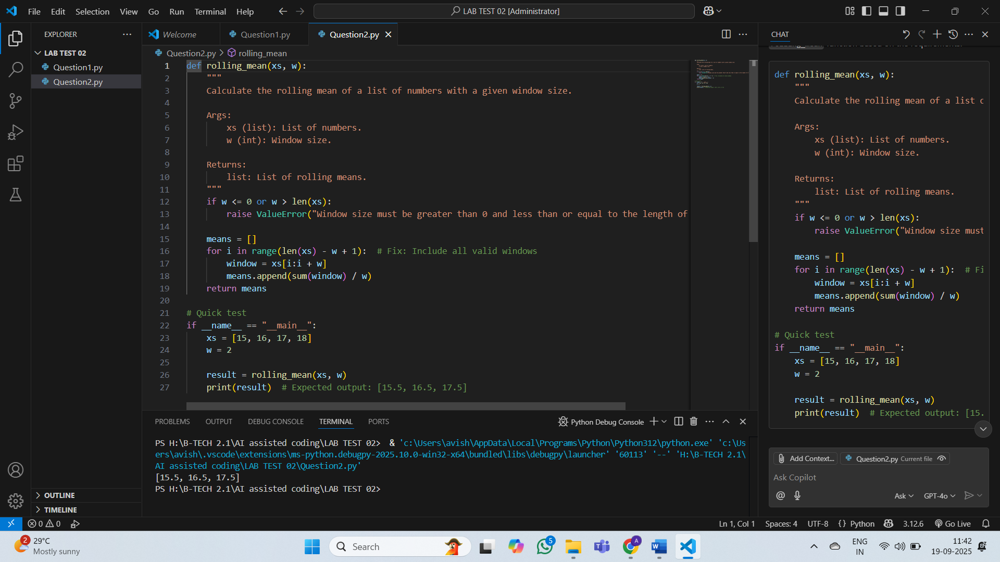 File Edit Selection View Go Run Terminal Help
LAB TEST 02 [Administrator]
EXPLORER
LAB TEST 02
Question1.py
Question2.py
OUTLINE
TIMELINE
Welcome
Question1.py
Question2.py
Question2.py > rolling_mean
1 def rolling_mean(xs, w):
2     """
3     Calculate the rolling mean of a list of numbers with a given window size.
4
5     Args:
6         xs (list): List of numbers.
7         w (int): Window size.
8
9     Returns:
10         list: List of rolling means.
11     """
12     if w <= 0 or w > len(xs):
13         raise ValueError("Window size must be greater than 0 and less than or equal to the length of
14
15     means = []
16     for i in range(len(xs) - w + 1):  # Fix: Include all valid windows
17         window = xs[i:i + w]
18         means.append(sum(window) / w)
19     return means
20
21 # Quick test
22 if __name__ == "__main__":
23     xs = [15, 16, 17, 18]
24     w = 2
25
26     result = rolling_mean(xs, w)
27     print(result)  # Expected output: [15.5, 16.5, 17.5]
PROBLEMS OUTPUT DEBUG CONSOLE TERMINAL PORTS
Python Debug Console
PS H:\B-TECH 2.1\AI assisted coding\LAB TEST 02>  & 'c:\Users\avish\AppData\Local\Programs\Python\Python312\python.exe' 'c:\Us
ers\avish\.vscode\extensions\ms-python.debugpy-2025.10.0-win32-x64\bundled\libs\debugpy\launcher' '60113' '--' 'H:\B-TECH 2.1\
AI assisted coding\LAB TEST 02\Question2.py'
[15.5, 16.5, 17.5]
PS H:\B-TECH 2.1\AI assisted coding\LAB TEST 02>
CHAT
def rolling_mean(xs, w):
    """
    Calculate the rolling mean of a list
    Args:
        xs (list): List of numbers.
        w (int): Window size.
    Returns:
        list: List of rolling means.
    """
    if w <= 0 or w > len(xs):
        raise ValueError("Window size must
    means = []
    for i in range(len(xs) - w + 1):  # Fi
        window = xs[i:i + w]
        means.append(sum(window) / w)
    return means
# Quick test
if __name__ == "__main__":
    xs = [15, 16, 17, 18]
    w = 2
    result = rolling_mean(xs, w)
    print(result)  # Expected output: [15.
Add Context... Question2.py Current file
Ask Copilot
@ Ask GPT-4o
0 0
Ln 1, Col 1 Spaces: 4 UTF-8 {} Python 3.12.6 Go Live
2
29°C
Mostly sunny
Search
5
A
ENG
IN
11:42
19-09-2025